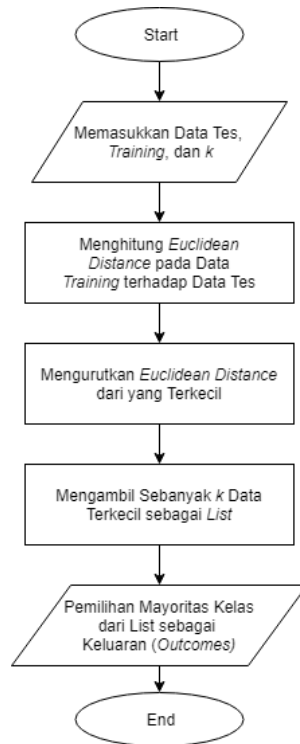 Start
Memasukkan Data Tes,
Training, dan k
Menghitung Euclidean
Distance pada Data
Training terhadap Data Tes
Mengurutkan Euclidean Distance
dari yang Terkecil
Mengambil Sebanyak k Data
Terkecil sebagai List
Pemilihan Mayoritas Kelas
dari List sebagai
Keluaran (Outcomes)
End